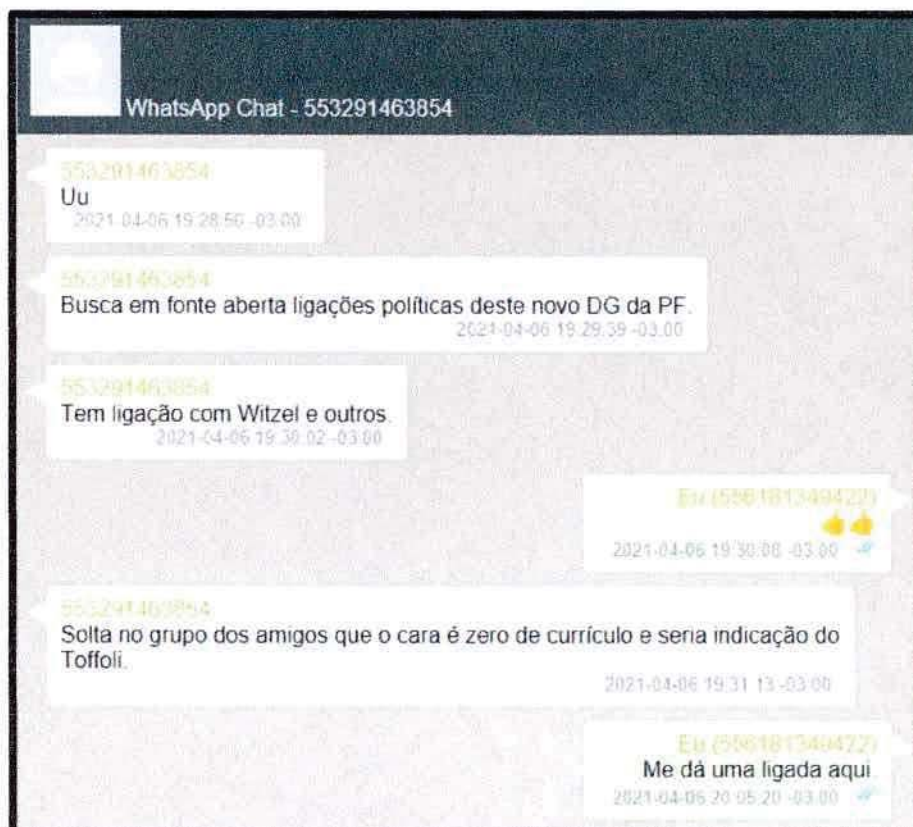 WhatsApp Chat - 553291463854
553291463854
Uu
2021-04-06 19:28:56 -03:00
553291463854
Busca em fonte aberta ligações políticas deste novo DG da PF.
2021-04-06 19:29:39 -03:00
553291463854
Tem ligação com Witzel e outros.
2021-04-06 19:30:02 -03:00
Eu (556181349422)
👍👍
2021-04-06 19:30:08 -03:00
553291463854
Solta no grupo dos amigos que o cara é zero de currículo e seria indicação do
Toffoli.
2021-04-06 19:31:13 -03:00
Eu (556181349422)
Me dá uma ligada aqui
2021-04-06 20:05:20 -03:00